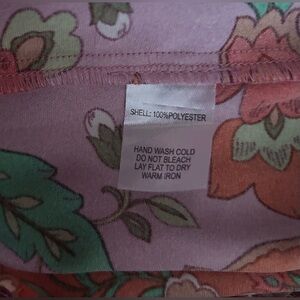 SHELL: 100%POLYESTER
HAND WASH COLD
DO NOT BLEACH
LAY FLAT TO DRY
WARM IRON